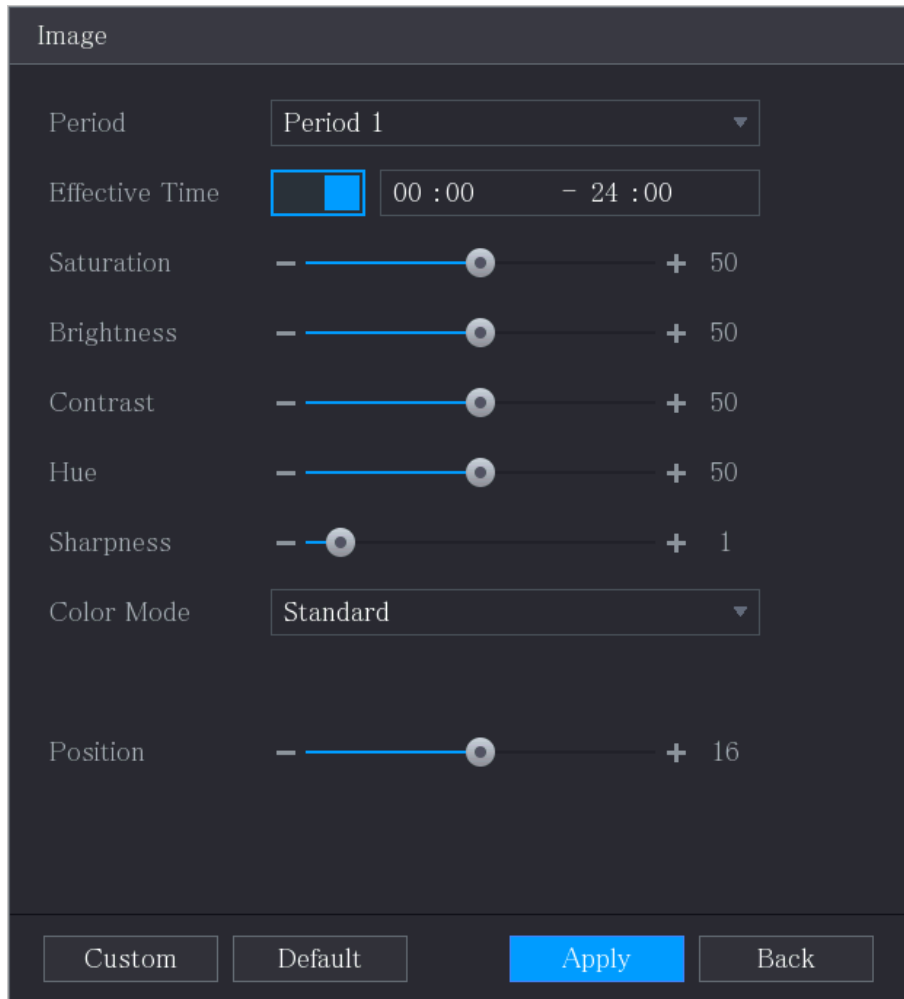 Image
Period Period 1
Effective Time 00 :00 - 24 :00
Saturation 50
Brightness 50
Contrast 50
Hue 50
Sharpness 1
Color Mode Standard
Position 16
Custom Default Apply Back